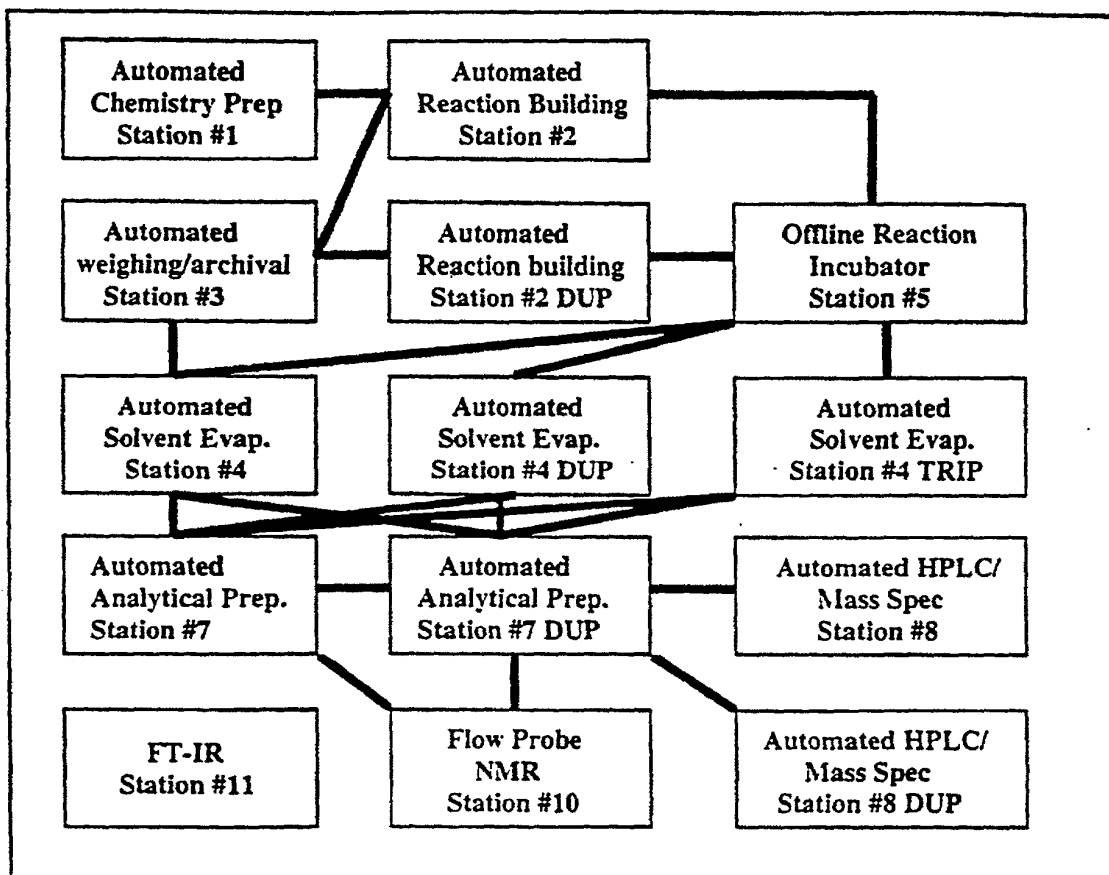 Automated
Chemistry Prep
Station #1
Automated
Reaction Building
Station #2
Automated
weighing/archival
Station #3
Automated
Reaction building
Station #2 DUP
Offline Reaction
Incubator
Station #5
Automated
Solvent Evap.
Station #4
Automated
Solvent Evap.
Station #4 DUP
Automated
Solvent Evap.
Station #4 TRIP
Automated
Analytical Prep.
Station #7
Automated
Analytical Prep.
Station #7 DUP
Automated HPLC/
Mass Spec
Station #8
FT-IR
Station #11
Flow Probe
NMR
Station #10
Automated HPLC/
Mass Spec
Station #8 DUP